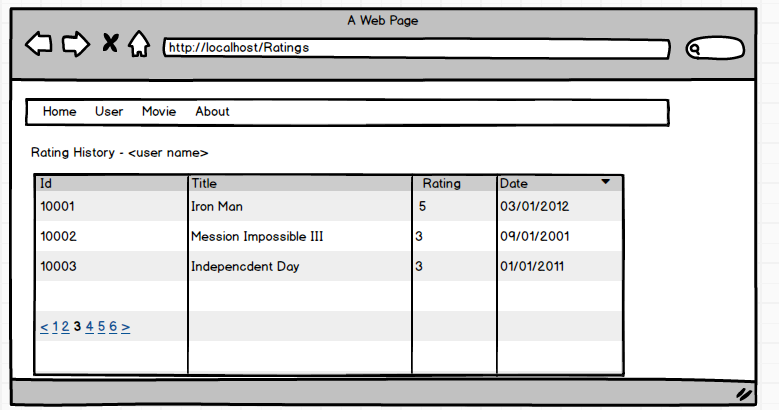 A Web Page
http://localhost/Ratings
Home User Movie About
Rating History - <user name>
Id Title Rating Date
10001 Iron Man 5 03/01/2012
10002 Mession Impossible III 3 09/01/2001
10003 Indepencdent Day 3 01/01/2011
< 1 2 3 4 5 6 >